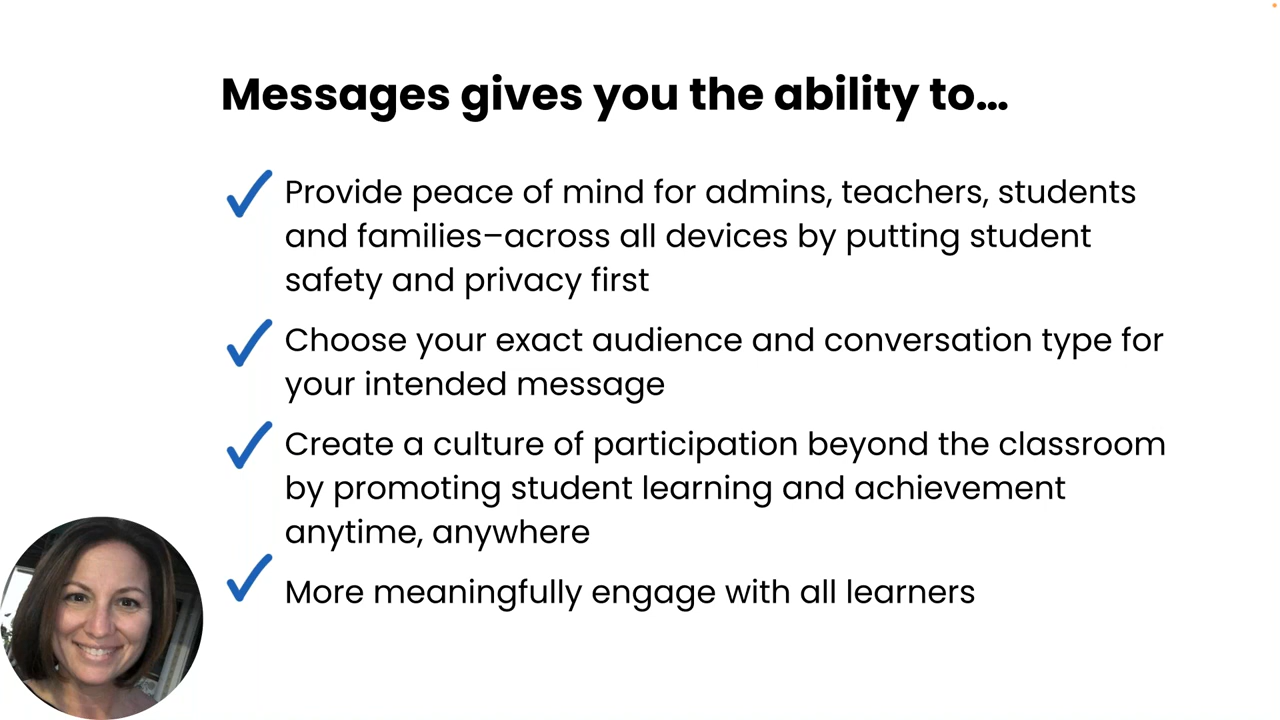 Messages gives you the ability to...
Provide peace of mind for admins, teachers, students
and families–across all devices by putting student
safety and privacy first
Choose your exact audience and conversation type for
your intended message
Create a culture of participation beyond the classroom
by promoting student learning and achievement
anytime, anywhere
More meaningfully engage with all learners